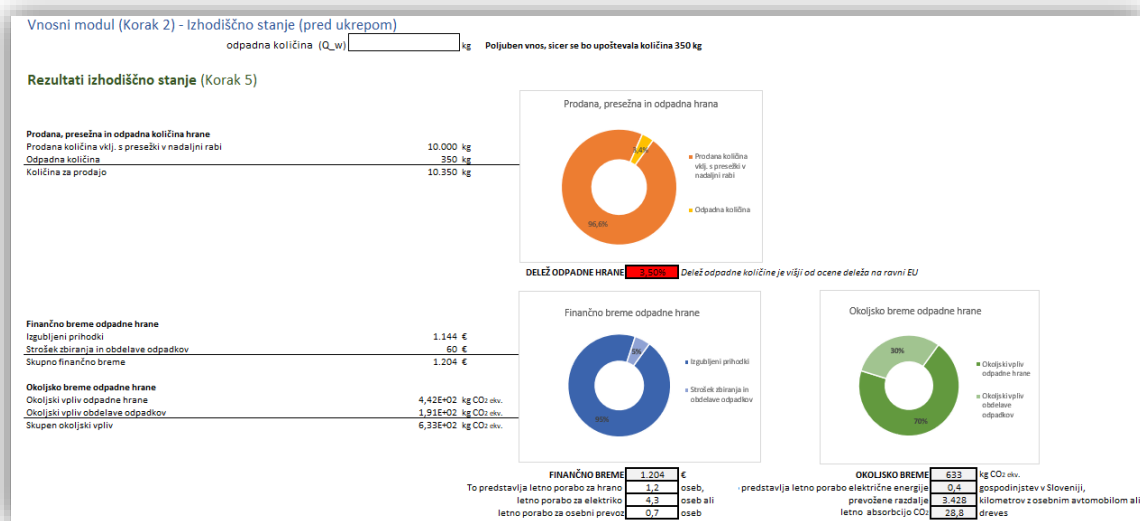 Vnosni modul (Korak 2) - Izhodiščno stanje (pred ukrepom)
odpadna količina (Q_w) kg Poljuben vnos, sicer se bo upoštevala količina 350 kg
Rezultati izhodiščno stanje (Korak 5)
Prodana, presežna in odpadna hrana
Prodana, presežna in odpadna količina hrane
Prodana količina vklj. s presežki v nadaljni rabi 10.000 kg
Odpadna količina 350 kg
Količina za prodajo 10.350 kg
3,4%
96,6%
Prodana količina
vklj. s presežki v
nadaljni rabi
Odpadna količina
DELEŽ ODPADNE HRANE 3,50% Delež odpadne količine je višji od ocene deleža na ravni EU
Finančno breme odpadne hrane
Izgubljeni prihodki 1.144 €
Strošek zbiranja in obdelave odpadkov 60 €
Skupno finančno breme 1.204 €
Okoljsko breme odpadne hrane
Okoljski vpliv odpadne hrane 4,42E+02 kg CO2 ekv.
Okoljski vpliv obdelave odpadkov 1,91E+02 kg CO2 ekv.
Skupen okoljski vpliv 6,33E+02 kg CO2 ekv.
Finančno breme odpadne hrane
5%
95%
Izgubljeni prihodki
Strošek zbiranja in
obdelave odpadkov
Okoljsko breme odpadne hrane
30%
70%
Okoljski vpliv
odpadne hrane
Okoljski vpliv
obdelave
odpadkov
FINANČNO BREME 1.204 €
To predstavlja letno porabo za hrano 1,2 oseb,
letno porabo za elektriko 4,3 oseb ali
letno porabo za osebni prevoz 0,7 oseb
OKOLJSKO BREME 633 kg CO2 ekv.
predstavlja letno porabo električne energije 0,4 gospodinjstev v Sloveniji,
prevožene razdalje 3.428 kilometrov z osebnim avtomobilom ali
letno absorbcijo CO2 28,8 dreves